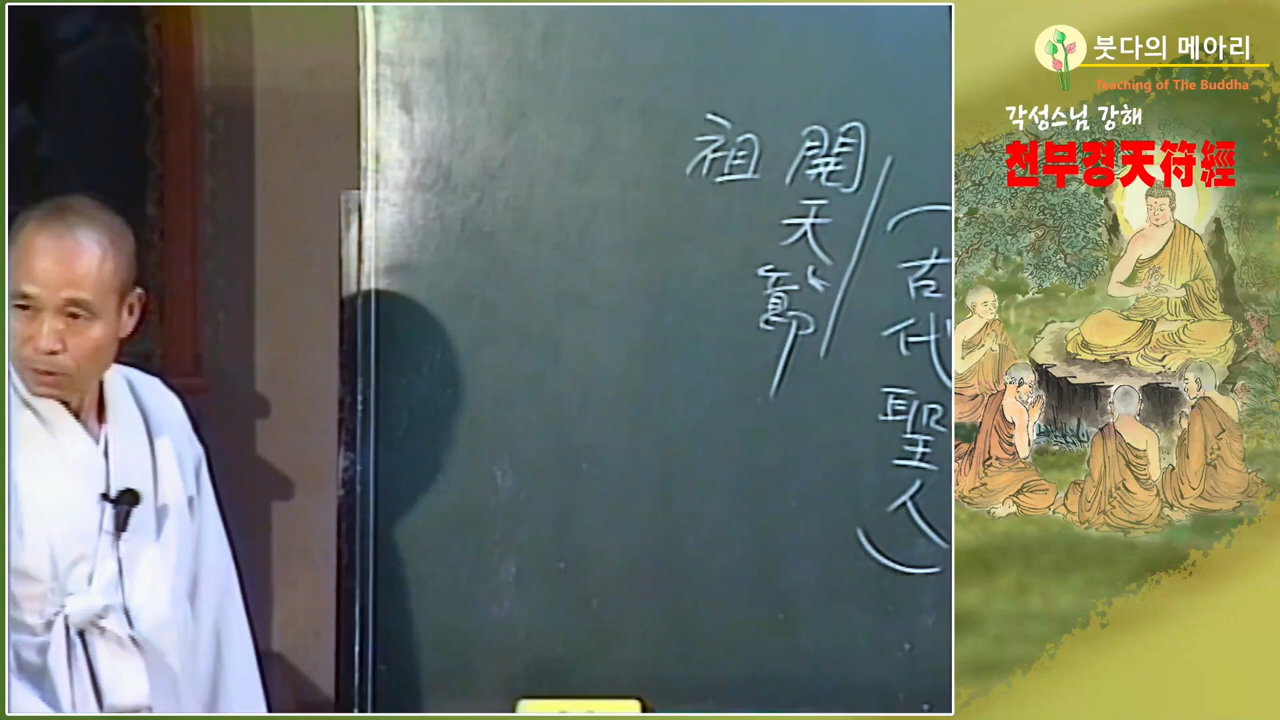 붓다의 메아리
Teaching of The Buddha
각성스님 강해
천부경天符經
(古代聖人)
開天節
祖